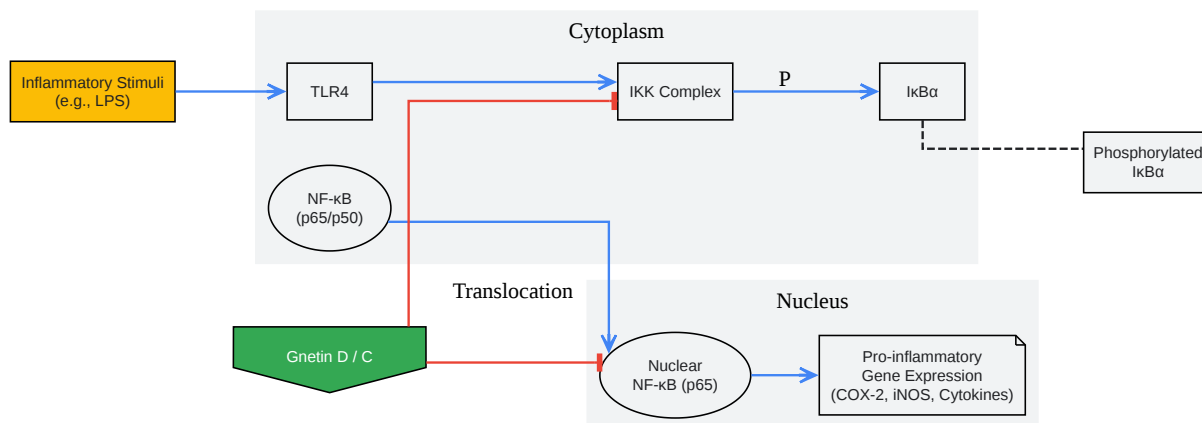 Cytoplasm
Inflammatory Stimuli
(e.g., LPS)
TLR4
IKK Complex
P
IκBα
Phosphorylated
IκBα
NF-κB
(p65/p50)
Translocation
Nucleus
Gnetin D / C
Nuclear
NF-κB (p65)
Pro-inflammatory
Gene Expression
(COX-2, iNOS, Cytokines)